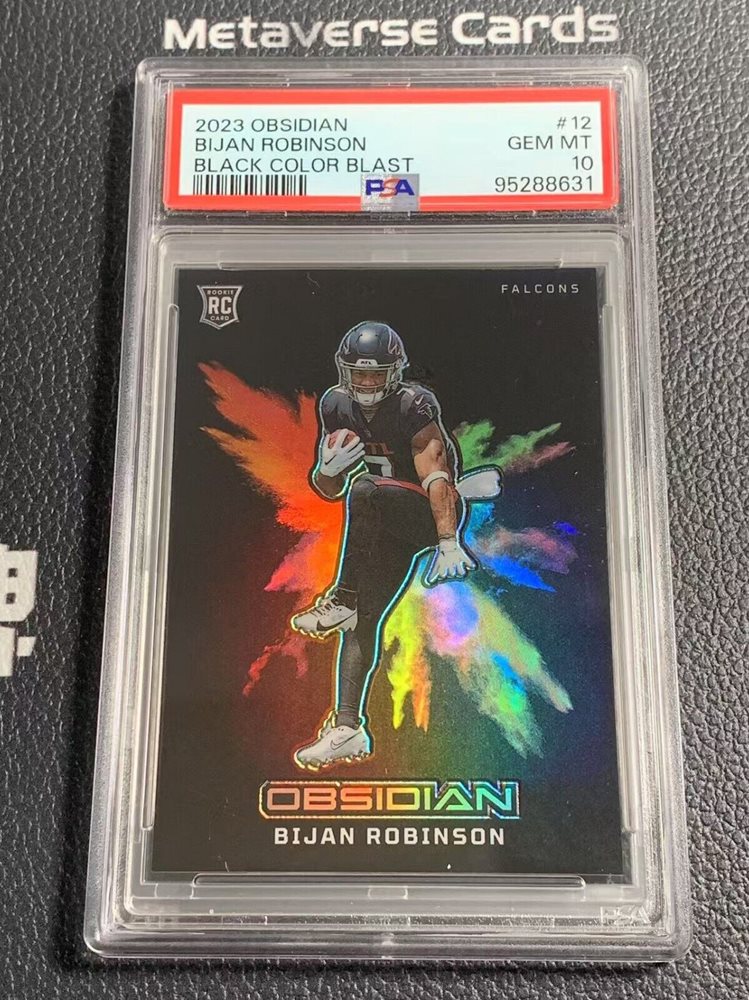 Metaverse Cards
2023 OBSIDIAN #12
BIJAN ROBINSON GEM MT
BLACK COLOR BLAST 10
PSA 95288631
ROOKIE
RC
CARD
FALCONS
ATL
OBSIDIAN
BIJAN ROBINSON